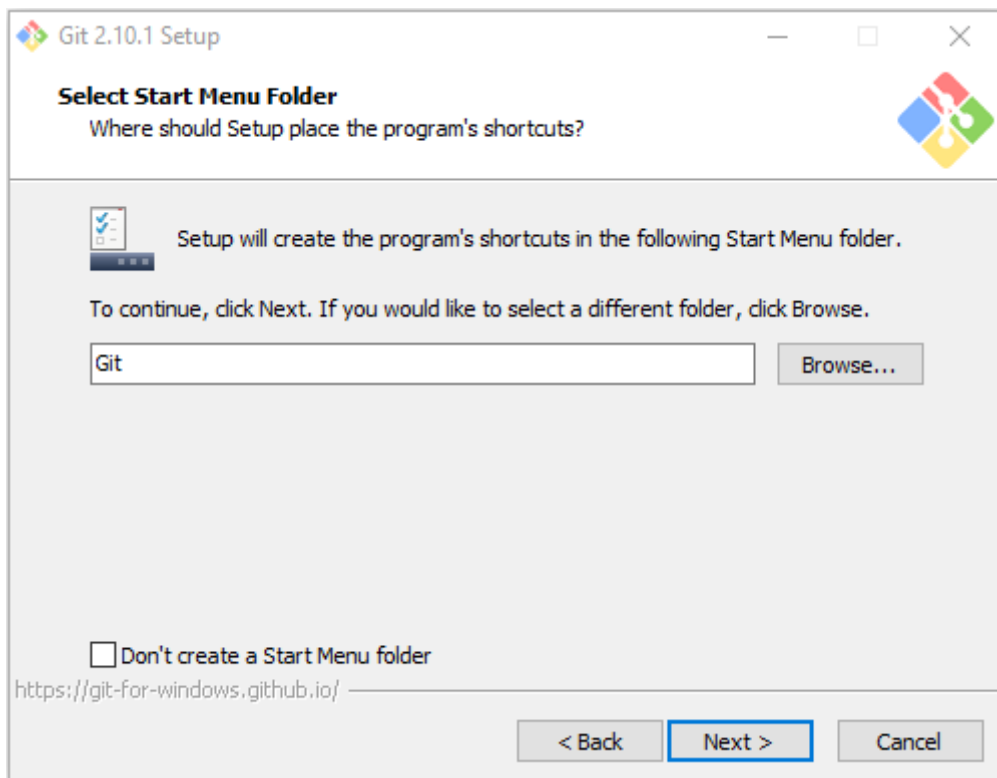 Git 2.10.1 Setup
Select Start Menu Folder
Where should Setup place the program's shortcuts?
Setup will create the program's shortcuts in the following Start Menu folder.
To continue, click Next. If you would like to select a different folder, click Browse.
Git
Browse...
Don't create a Start Menu folder
https://git-for-windows.github.io/
< Back
Next >
Cancel